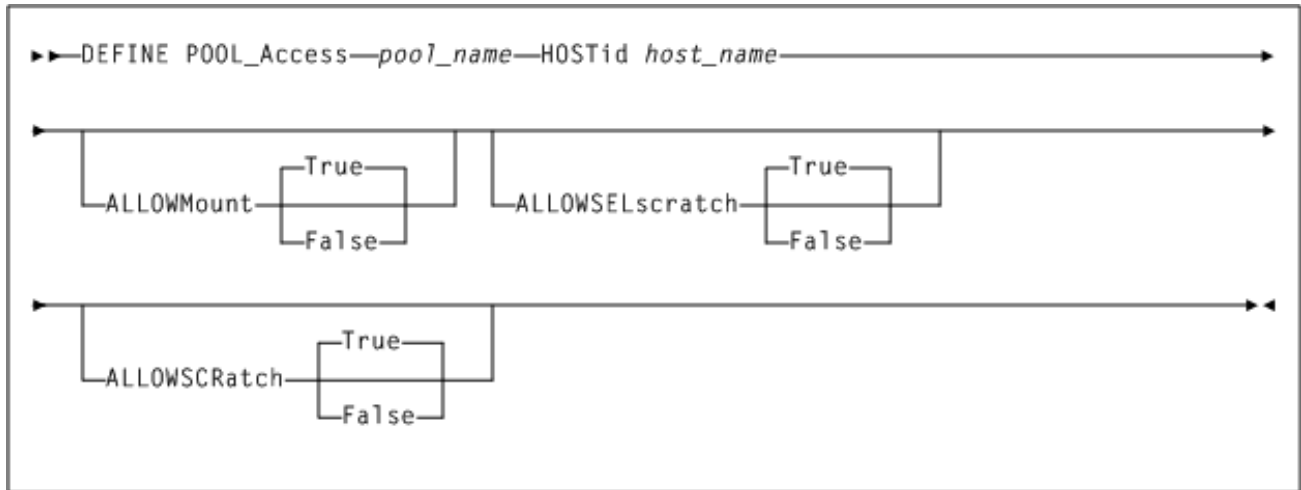 DEFINE POOL_Access pool_name HOSTid host_name
True True
ALLOWMount ALLOWSELscratch
False False
True
ALLOWSCRatch
False